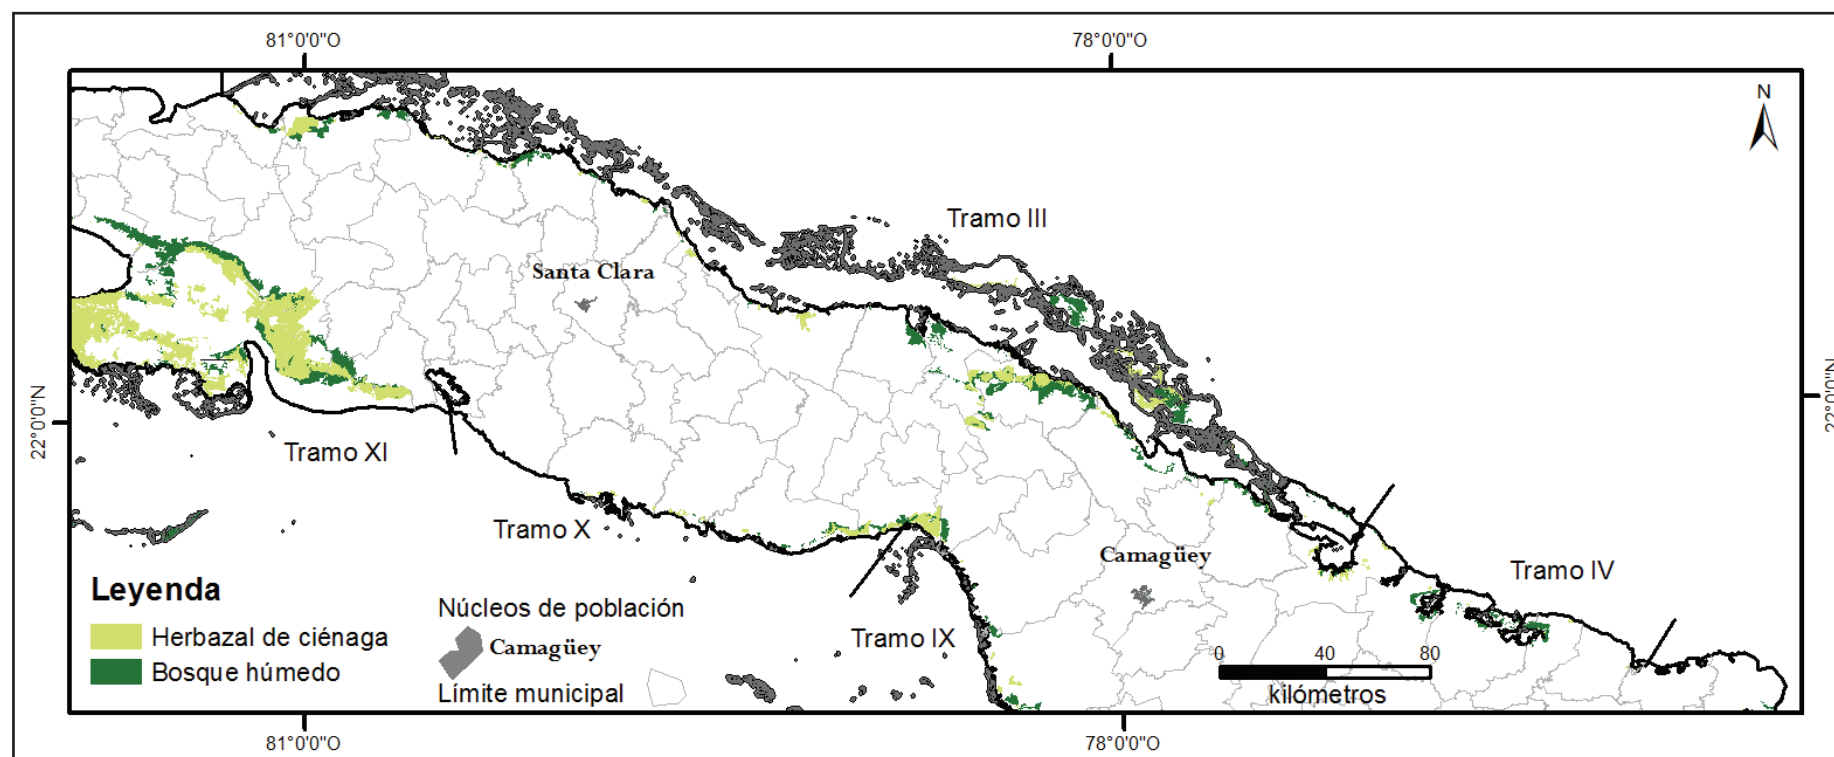 81°0'0"O
78°0'0"O
N
Tramo III
Santa Clara
22°0'0"N
22°0'0"N
Tramo XI
Tramo X
Camagüey
Tramo IV
Leyenda
Núcleos de población
Herbazal de ciénaga
Camagüey
Bosque húmedo
Límite municipal
Tramo IX
0 40 80
kilómetros
81°0'0"O
78°0'0"O